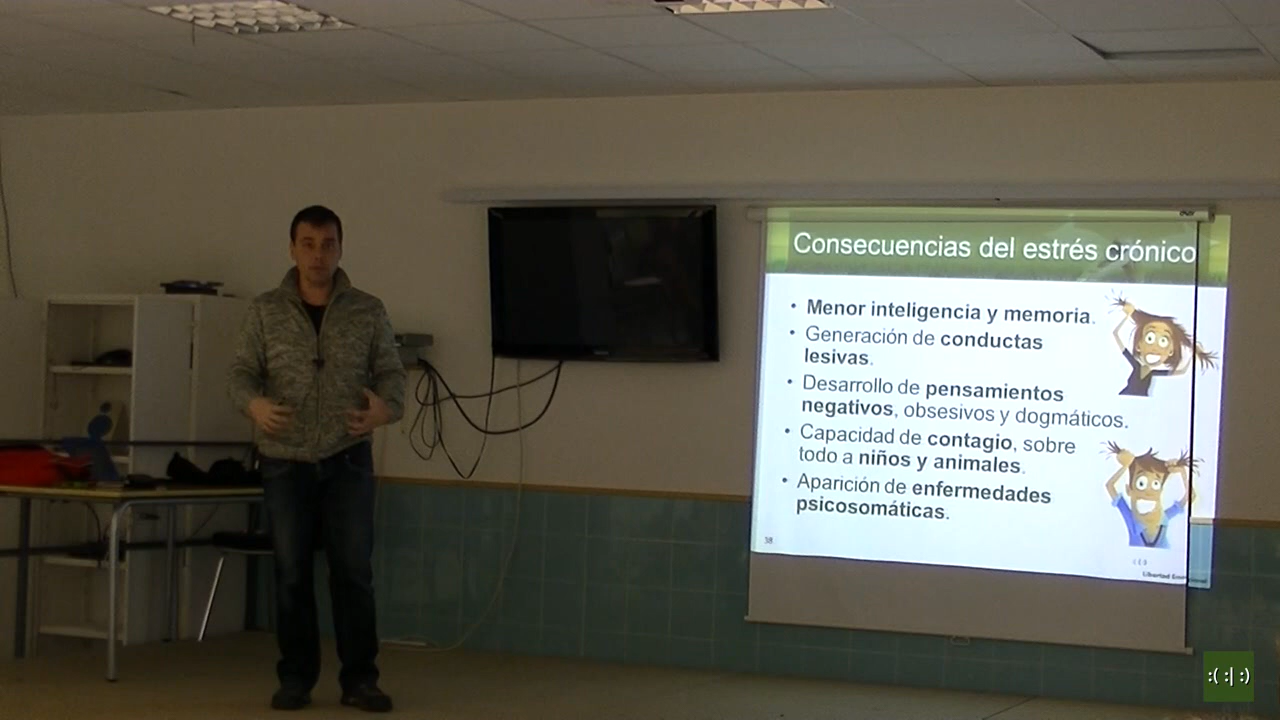 Consecuencias del estrés crónico
• Menor inteligencia y memoria.
• Generación de conductas
lesivas.
• Desarrollo de pensamientos
negativos, obsesivos y dogmáticos.
• Capacidad de contagio, sobre
todo a niños y animales.
• Aparición de enfermedades
psicosomáticas.
38
Libertad
:( :| :)